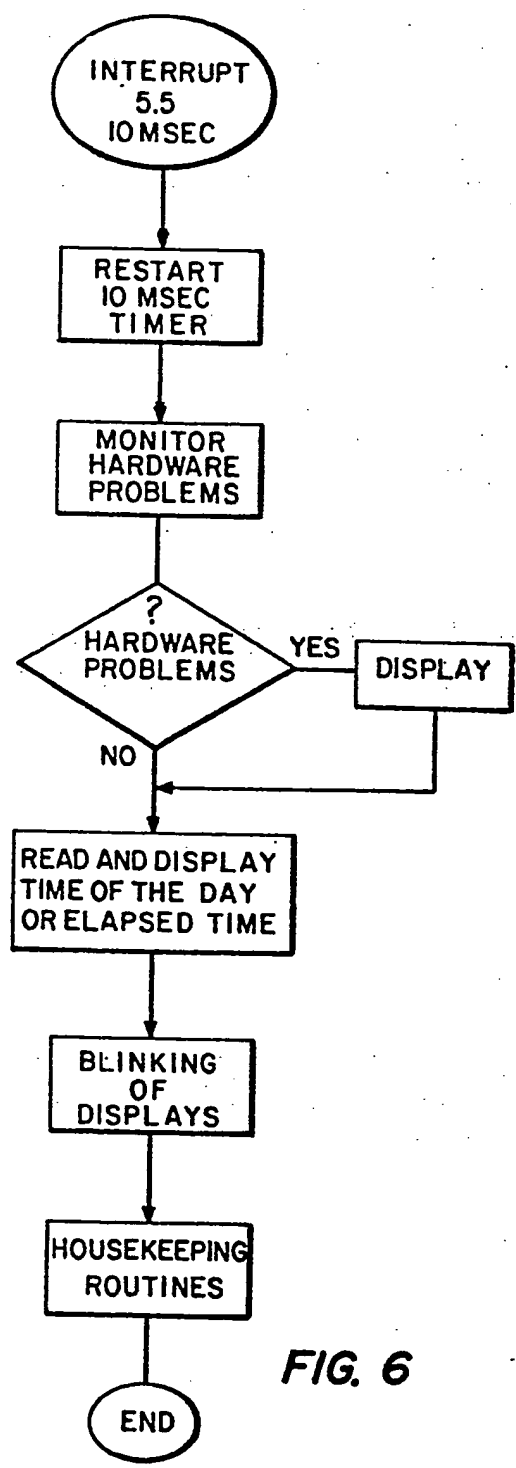 INTERRUPT
5.5
10 MSEC
RESTART
10 MSEC
TIMER
MONITOR
HARDWARE
PROBLEMS
?
HARDWARE
PROBLEMS
YES
DISPLAY
NO
READ AND DISPLAY
TIME OF THE DAY
OR ELAPSED TIME
BLINKING
OF
DISPLAYS
HOUSEKEEPING
ROUTINES
END
FIG. 6